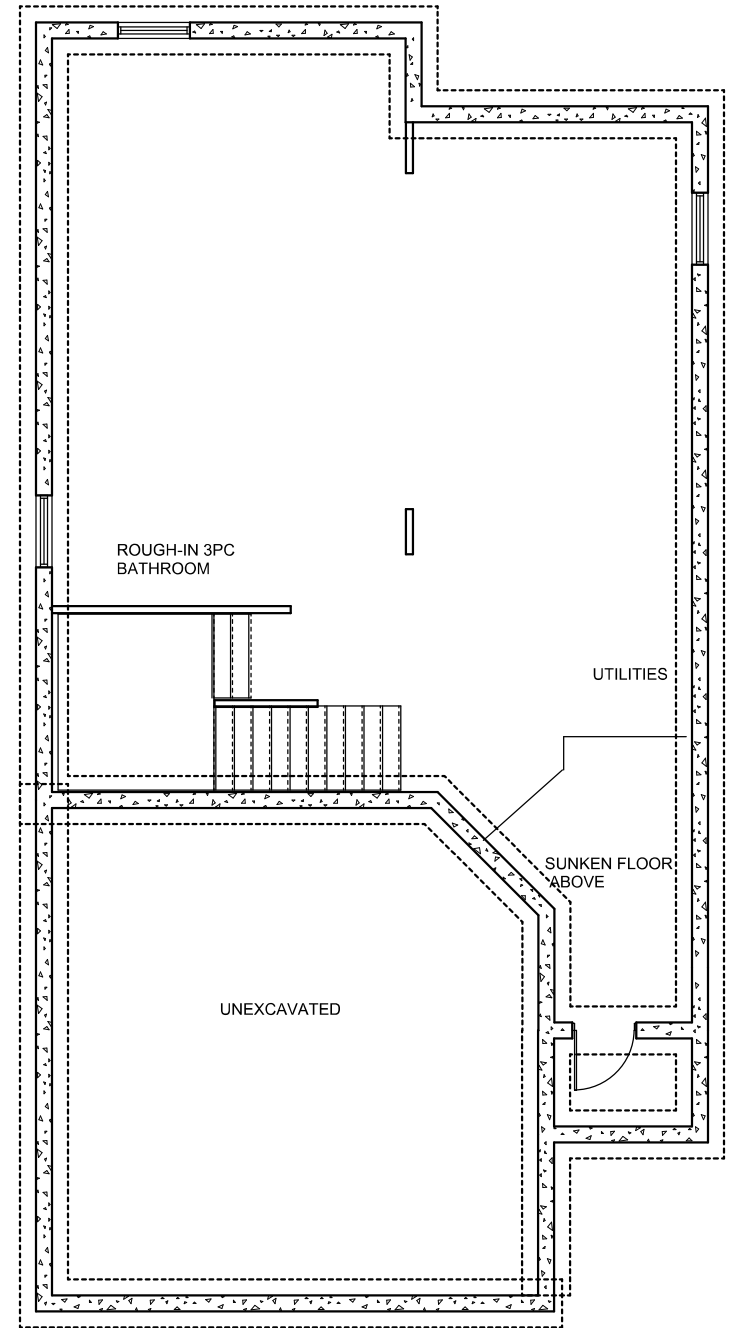 ROUGH-IN 3PC
BATHROOM
UTILITIES
SUNKEN FLOOR
ABOVE
UNEXCAVATED